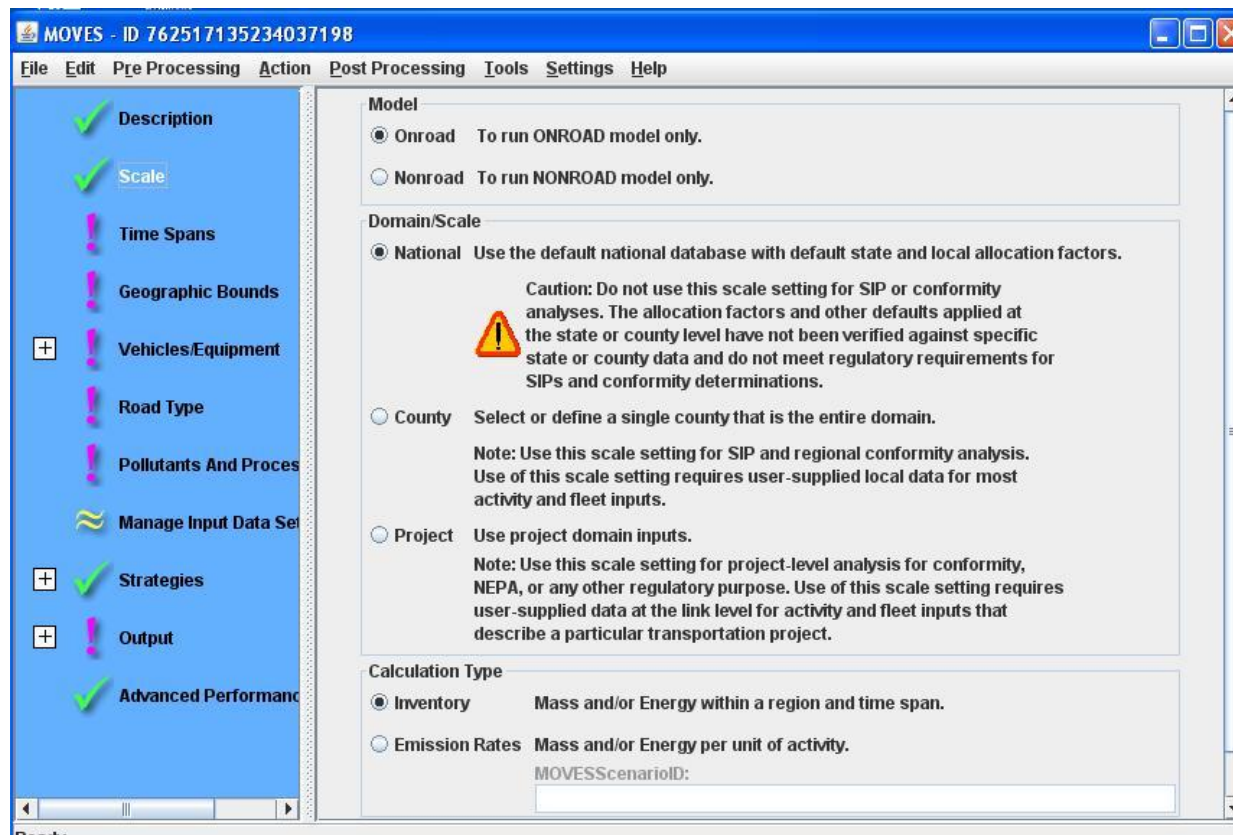 MOVES - ID 762517135234037198
File Edit Pre Processing Action Post Processing Tools Settings Help
Description
Scale
Time Spans
Geographic Bounds
Vehicles/Equipment
Road Type
Pollutants And Proces
Manage Input Data Set
Strategies
Output
Advanced Performanc
Model
Onroad To run ONROAD model only.
Nonroad To run NONROAD model only.
Domain/Scale
National Use the default national database with default state and local allocation factors.
Caution: Do not use this scale setting for SIP or conformity
analyses. The allocation factors and other defaults applied at
the state or county level have not been verified against specific
state or county data and do not meet regulatory requirements for
SIPs and conformity determinations.
County Select or define a single county that is the entire domain.
Note: Use this scale setting for SIP and regional conformity analysis.
Use of this scale setting requires user-supplied local data for most
activity and fleet inputs.
Project Use project domain inputs.
Note: Use this scale setting for project-level analysis for conformity,
NEPA, or any other regulatory purpose. Use of this scale setting requires
user-supplied data at the link level for activity and fleet inputs that
describe a particular transportation project.
Calculation Type
Inventory Mass and/or Energy within a region and time span.
Emission Rates Mass and/or Energy per unit of activity.
MOVESScenarioID: